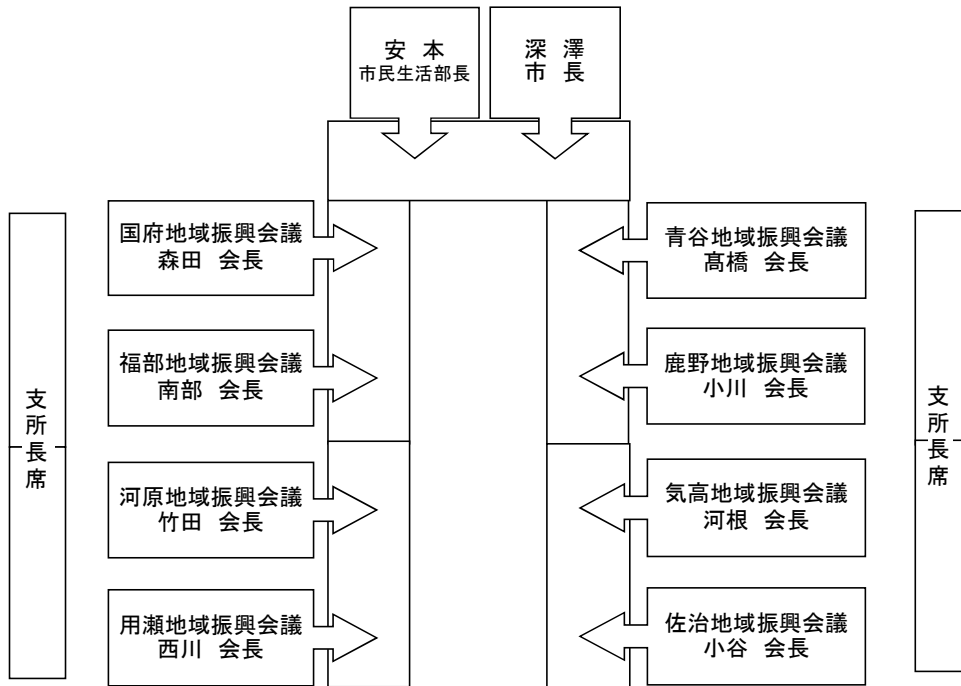 安 本
市民生活部長
深 澤
市 長
国府地域振興会議
森田 会長
青谷地域振興会議
髙橋 会長
福部地域振興会議
南部 会長
鹿野地域振興会議
小川 会長
支所長席
支所長席
河原地域振興会議
竹田 会長
気高地域振興会議
河根 会長
用瀬地域振興会議
西川 会長
佐治地域振興会議
小谷 会長